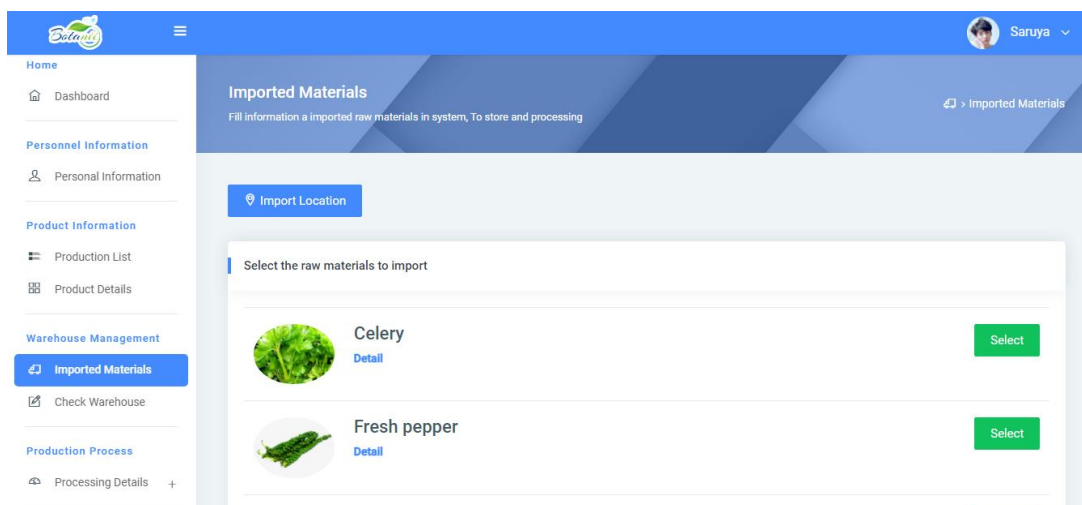 Botanic
Saruya
Home
Dashboard
Personnel Information
Personal Information
Product Information
Production List
Product Details
Warehouse Management
Imported Materials
Check Warehouse
Production Process
Processing Details +
Imported Materials
Fill information a imported raw materials in system, To store and processing
> Imported Materials
Import Location
Select the raw materials to import
Celery
Detail
Select
Fresh pepper
Detail
Select